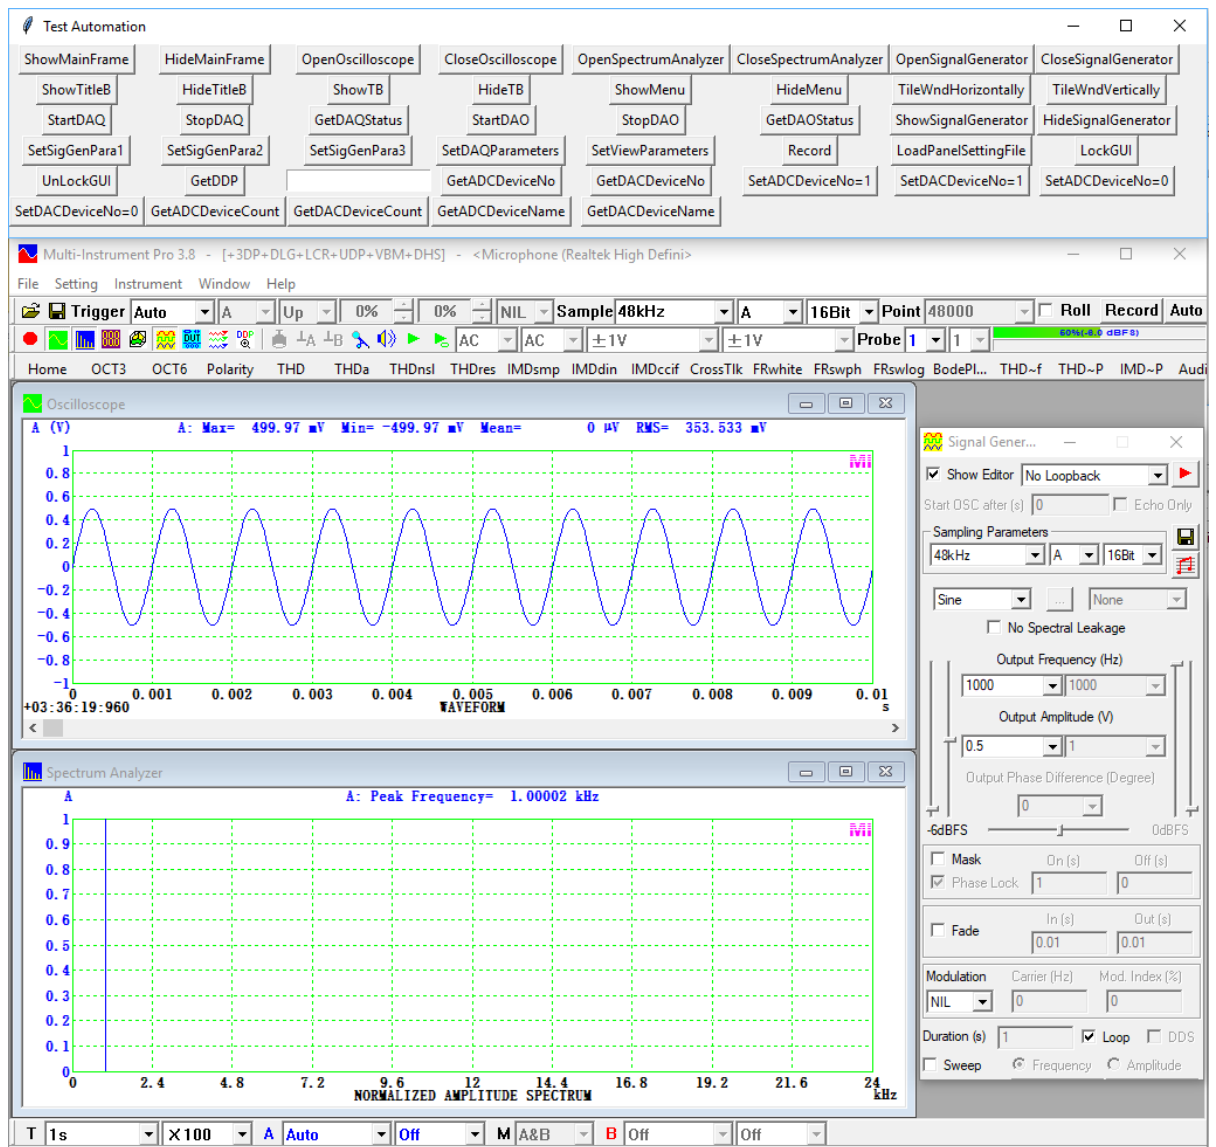 Test Automation
ShowMainFrame HideMainFrame OpenOscilloscope CloseOscilloscope OpenSpectrumAnalyzer CloseSpectrumAnalyzer OpenSignalGenerator CloseSignalGenerator
ShowTitleB HideTitleB ShowTB HideTB ShowMenu HideMenu TileWndHorizontally TileWndVertically
StartDAQ StopDAQ GetDAQStatus StartDAO StopDAO GetDAOStatus ShowSignalGenerator HideSignalGenerator
SetSigGenPara1 SetSigGenPara2 SetSigGenPara3 SetDAQParameters SetViewParameters Record LoadPanelSettingFile LockGUI
UnLockGUI GetDDP GetADCDeviceNo GetDACDeviceNo SetADCDeviceNo=1 SetDACDeviceNo=1 SetADCDeviceNo=0
SetDACDeviceNo=0 GetADCDeviceCount GetDACDeviceCount GetADCDeviceName GetDACDeviceName
Multi-Instrument Pro 3.8 - [+3DP+DLG+LCR+UDP+VBM+DHS] - <Microphone (Realtek High Defini>
File Setting Instrument Window Help
Trigger Auto A Up 0% 0% NIL Sample 48kHz A 16Bit Point 48000 Roll Record Auto
DUT DDP A B AC AC ±1V ±1V Probe 1 1 60%(-8.0 dBFS)
Home OCT3 OCT6 Polarity THD THDa THDnsl THDres IMDsmp IMDdin IMDccif CrossTlk FRwhite FRswph FRswlog BodePl... THD~f THD~P IMD~P Audi
Oscilloscope
A (V) A: Max= 499.97 mV Min= -499.97 mV Mean= 0 µV RMS= 353.533 mV
MI
1
0.8
0.6
0.4
0.2
0
-0.2
-0.4
-0.6
-0.8
-1
0 0.001 0.002 0.003 0.004 0.005 0.006 0.007 0.008 0.009 0.01
+03:36:19:960 WAVEFORM s
Spectrum Analyzer
A A: Peak Frequency= 1.00002 kHz
MI
1
0.9
0.8
0.7
0.6
0.5
0.4
0.3
0.2
0.1
0
0 2.4 4.8 7.2 9.6 12 14.4 16.8 19.2 21.6 24
NORMALIZED AMPLITUDE SPECTRUM kHz
Signal Gener...
Show Editor No Loopback
Start OSC after (s) 0 Echo Only
Sampling Parameters
48kHz A 16Bit
Sine ... None
No Spectral Leakage
Output Frequency (Hz)
1000 1000
Output Amplitude (V)
0.5 1
Output Phase Difference (Degree)
0
-6dBFS 0dBFS
Mask On (s) Off (s)
Phase Lock 1 0
In (s) Out (s)
Fade 0.01 0.01
Modulation Carrier (Hz) Mod. Index (%)
NIL 0 0
Duration (s) 1 Loop DDS
Sweep Frequency Amplitude
T 1s X100 A Auto Off M A&B B Off Off